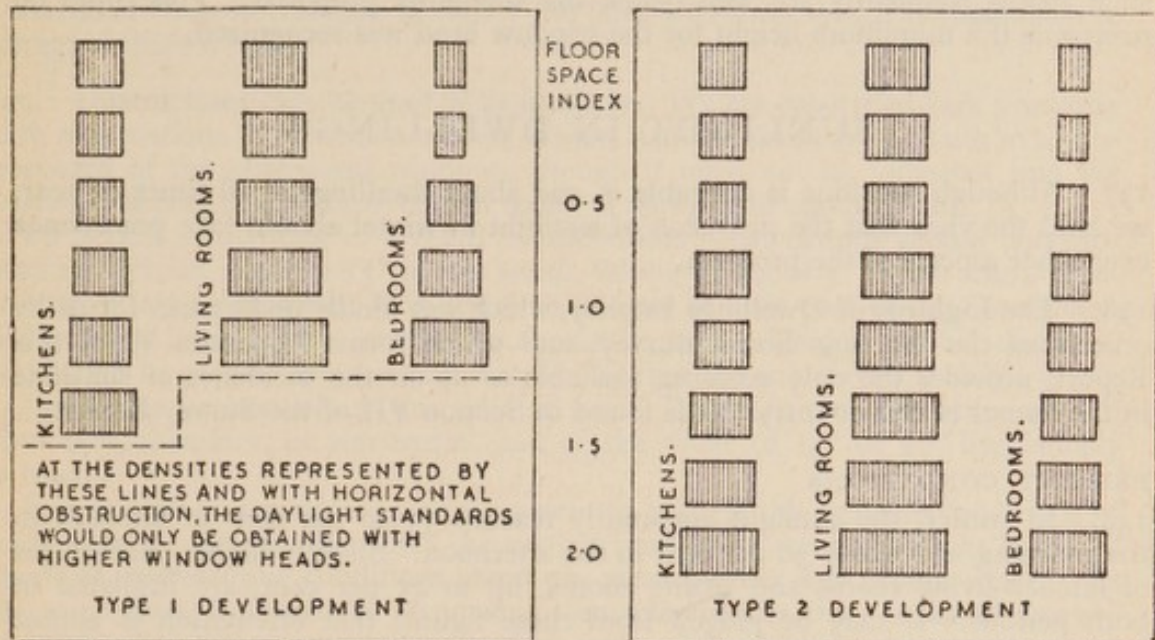 KITCHENS.
LIVING ROOMS.
BEDROOMS.
AT THE DENSITIES REPRESENTED BY
THESE LINES AND WITH HORIZONTAL
OBSTRUCTION, THE DAYLIGHT STANDARDS
WOULD ONLY BE OBTAINED WITH
HIGHER WINDOW HEADS.
TYPE 1 DEVELOPMENT
FLOOR
SPACE
INDEX
0·5
1·0
1·5
2·0
KITCHENS.
LIVING ROOMS.
BEDROOMS.
TYPE 2 DEVELOPMENT